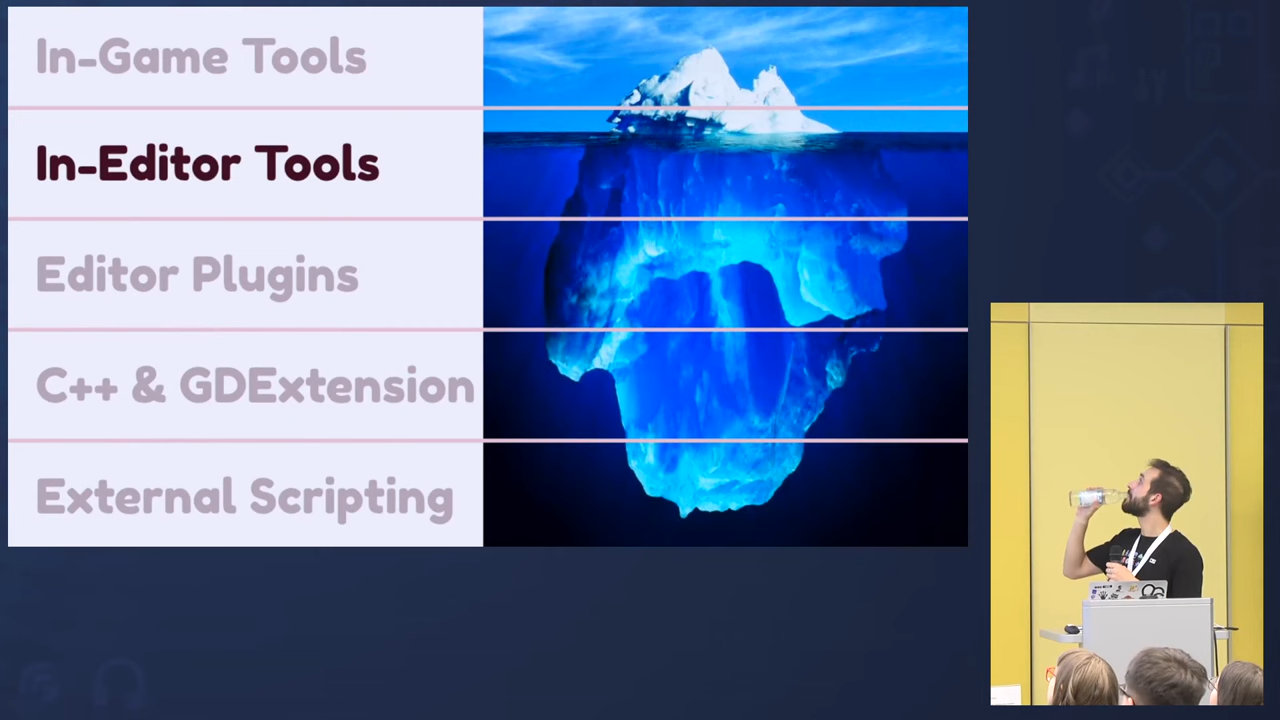 In-Game Tools
In-Editor Tools
Editor Plugins
C++ & GDExtension
External Scripting